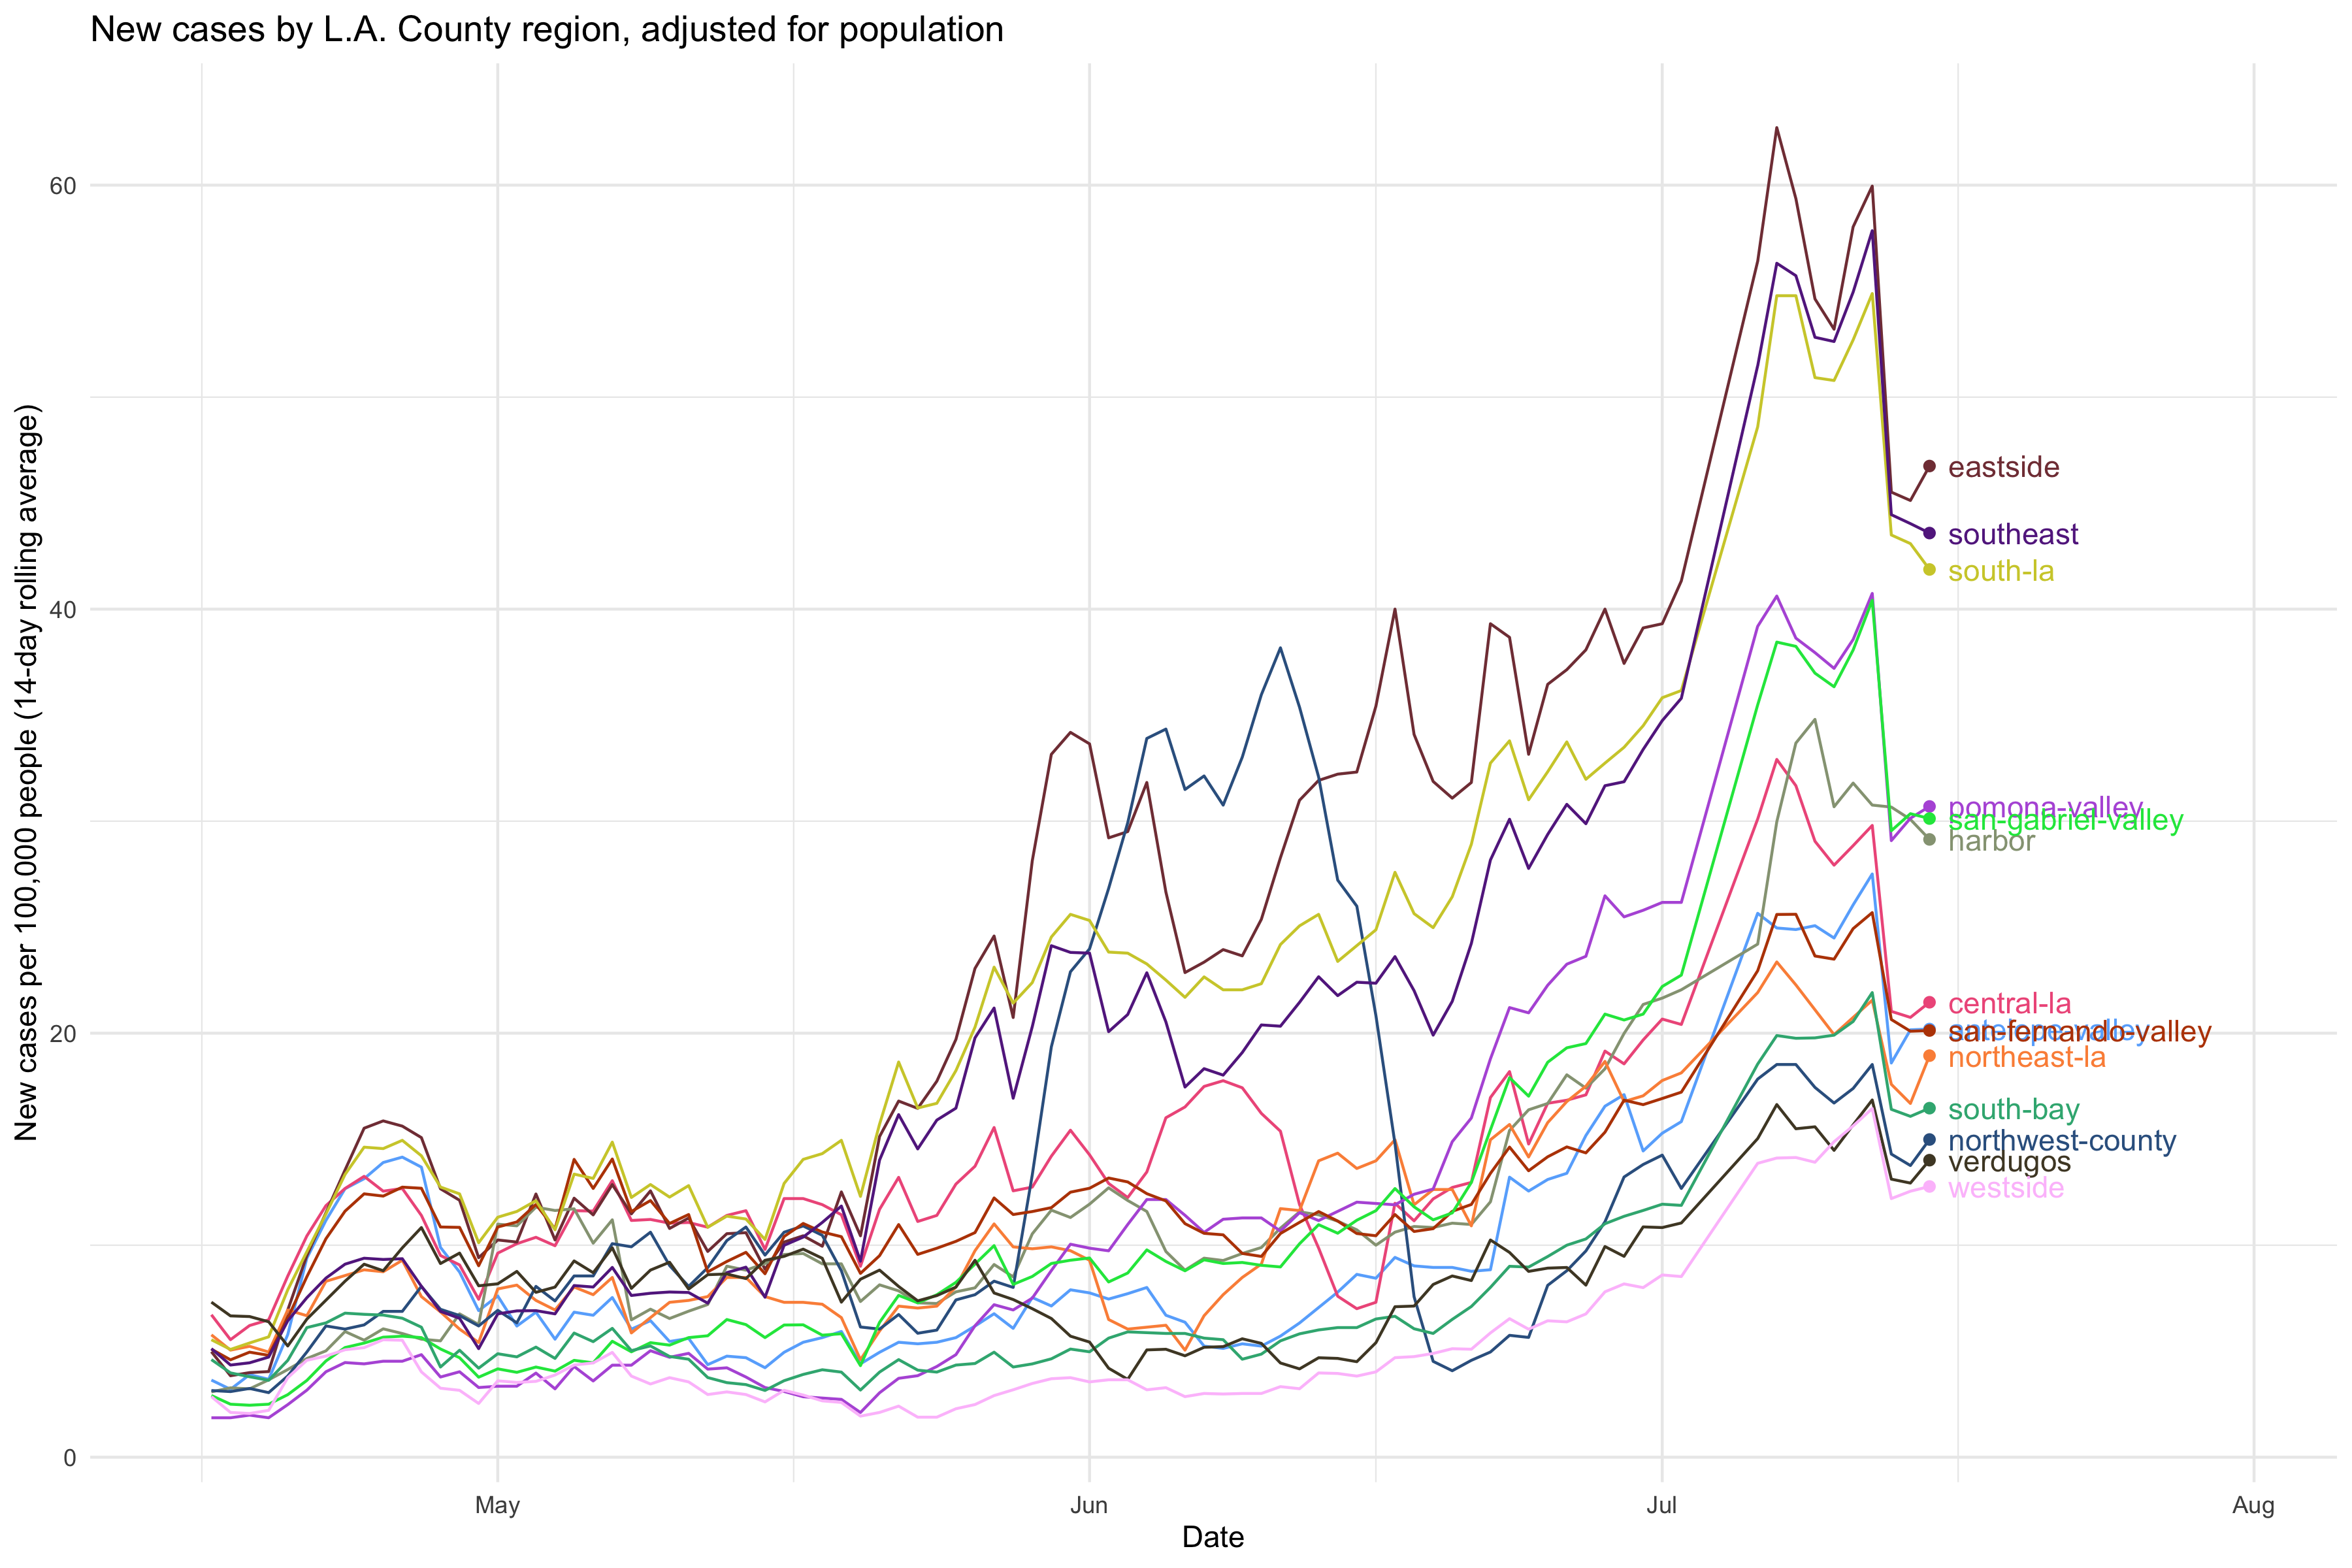 New cases by L.A. County region, adjusted for population
New cases per 100,000 people (14-day rolling average)
60
40
20
0
eastside
southeast
south-la
pomona-valley
san-gabriel-valley
harbor
central-la
antelope-valley
san-fernando-valley
northeast-la
south-bay
northwest-county
verdugos
westside
May
Jun
Jul
Aug
Date